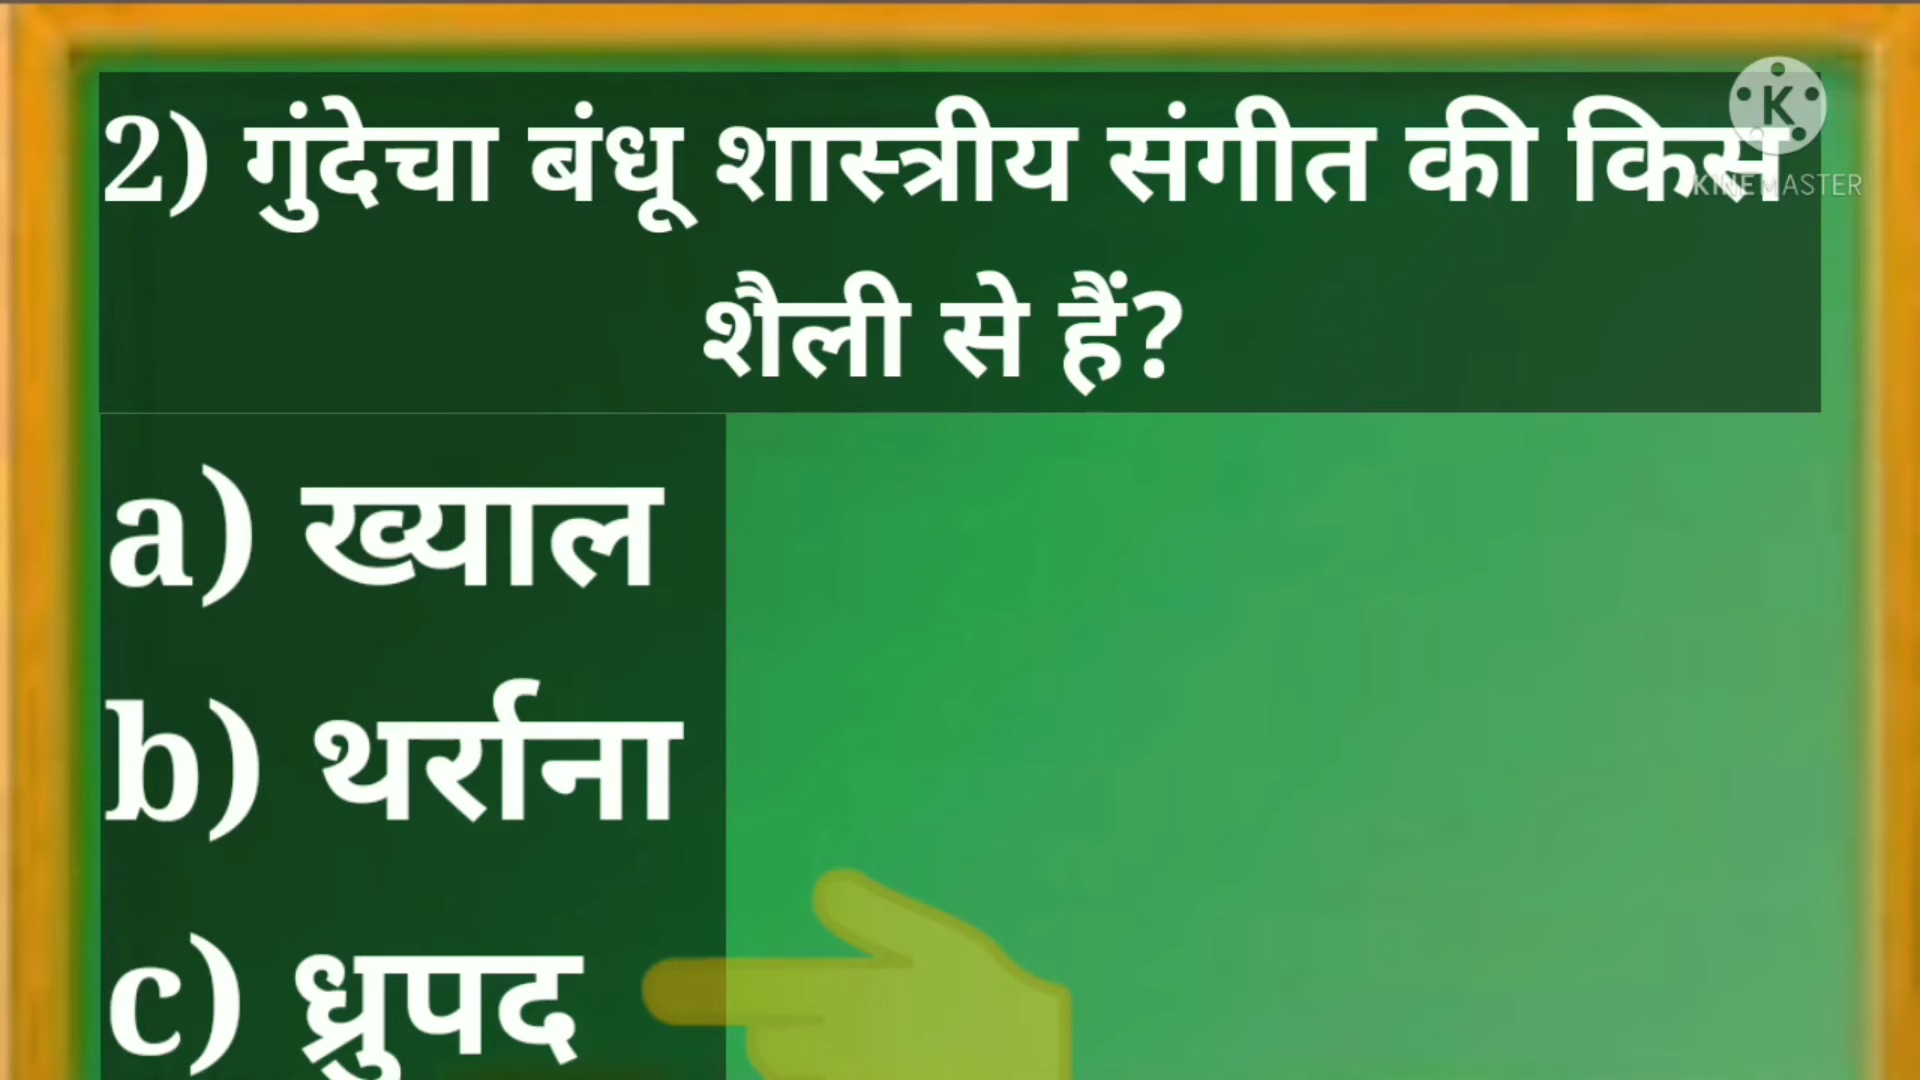 2) गुंदेचा बंधू शास्त्रीय संगीत की किस
शैली से हैं?
a) ख्याल
b) थर्राना
c) ध्रुपद
K
KINEMASTER